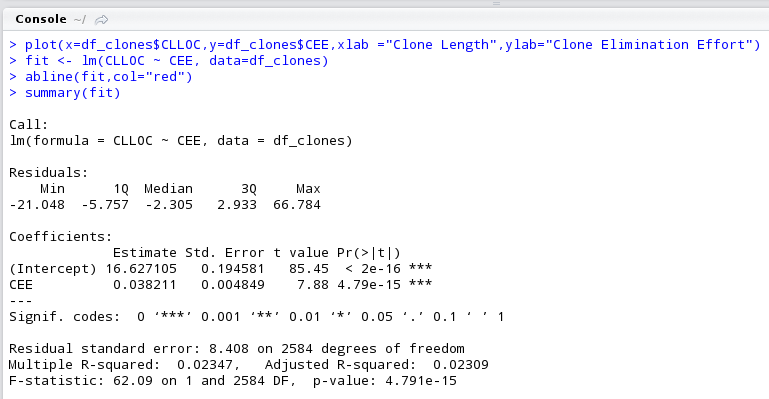 Console ~/
> plot(x=df_clones$CLLOC,y=df_clones$CEE,xlab ="Clone Length",ylab="Clone Elimination Effort")
> fit <- lm(CLLOC ~ CEE, data=df_clones)
> abline(fit,col="red")
> summary(fit)
Call:
lm(formula = CLLOC ~ CEE, data = df_clones)
Residuals:
    Min      1Q  Median      3Q     Max
-21.048  -5.757  -2.305   2.933  66.784
Coefficients:
             Estimate Std. Error t value Pr(>|t|)
(Intercept) 16.627105   0.194581   85.45  < 2e-16 ***
CEE          0.038211   0.004849    7.88 4.79e-15 ***
---
Signif. codes:  0 ‘***’ 0.001 ‘**’ 0.01 ‘*’ 0.05 ‘.’ 0.1 ‘ ’ 1
Residual standard error: 8.408 on 2584 degrees of freedom
Multiple R-squared:  0.02347,   Adjusted R-squared:  0.02309
F-statistic: 62.09 on 1 and 2584 DF,  p-value: 4.791e-15